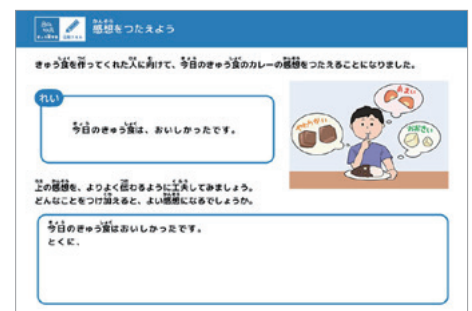 感想をつたえよう
きゅう食を作ってくれた人に向けて、今日のきゅう食のカレーの感想をつたえることになりました。
れい
今日のきゅう食は、おいしかったです。
やわらかい
あまい
おおきい
上の感想を、よりよく伝わるように工夫してみましょう。
どんなことをつけ加えると、よい感想になるでしょうか。
今日のきゅう食はおいしかったです。
とくに、